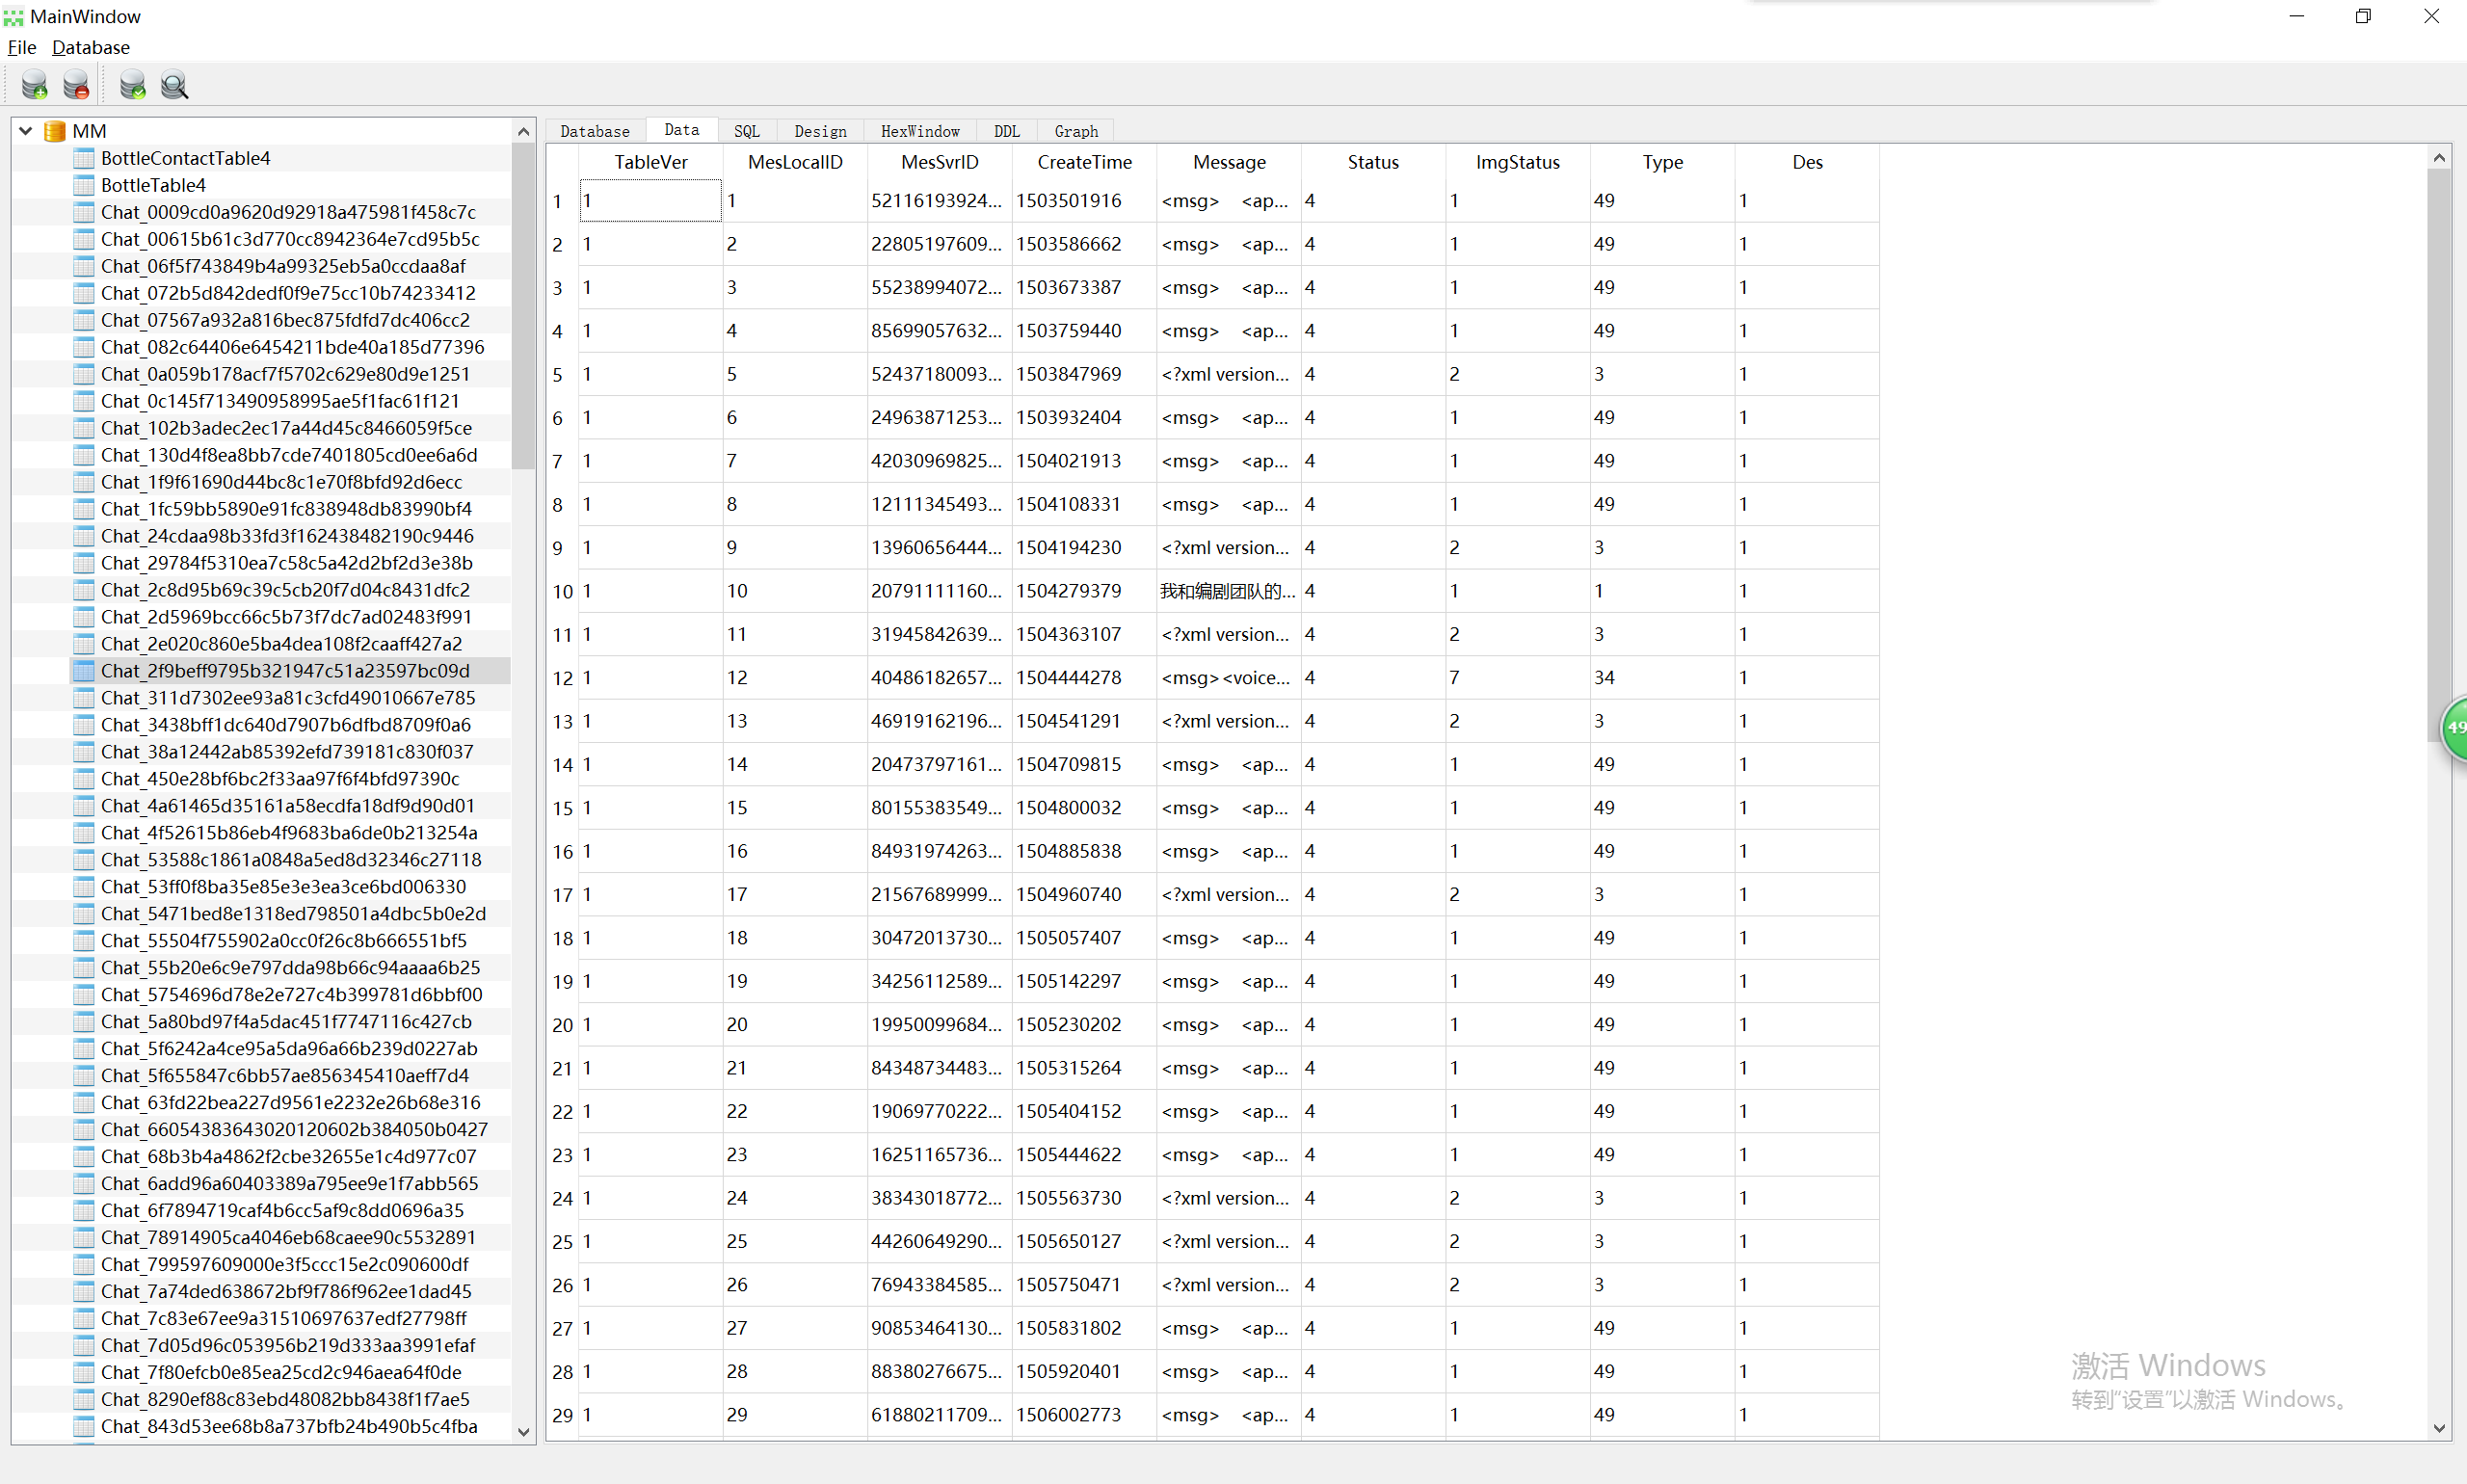 MainWindow
File Database
MM
BottleContactTable4
BottleTable4
Chat_0009cd0a9620d92918a475981f458c7c
Chat_00615b61c3d770cc8942364e7cd95b5c
Chat_06f5f743849b4a99325eb5a0ccdaa8af
Chat_072b5d842dedf0f9e75cc10b74233412
Chat_07567a932a816bec875fdfd7dc406cc2
Chat_082c64406e6454211bde40a185d77396
Chat_0a059b178acf7f5702c629e80d9e1251
Chat_0c145f713490958995ae5f1fac61f121
Chat_102b3adec2ec17a44d45c8466059f5ce
Chat_130d4f8ea8bb7cde7401805cd0ee6a6d
Chat_1f9f61690d44bc8c1e70f8bfd92d6ecc
Chat_1fc59bb5890e91fc838948db83990bf4
Chat_24cdaa98b33fd3f162438482190c9446
Chat_29784f5310ea7c58c5a42d2bf2d3e38b
Chat_2c8d95b69c39c5cb20f7d04c8431dfc2
Chat_2d5969bcc66c5b73f7dc7ad02483f991
Chat_2e020c860e5ba4dea108f2caaff427a2
Chat_2f9beff9795b321947c51a23597bc09d
Chat_311d7302ee93a81c3cfd49010667e785
Chat_3438bff1dc640d7907b6dfbd8709f0a6
Chat_38a12442ab85392efd739181c830f037
Chat_450e28bf6bc2f33aa97f6f4bfd97390c
Chat_4a61465d35161a58ecdfa18df9d90d01
Chat_4f52615b86eb4f9683ba6de0b213254a
Chat_53588c1861a0848a5ed8d32346c27118
Chat_53ff0f8ba35e85e3e3ea3ce6bd006330
Chat_5471bed8e1318ed798501a4dbc5b0e2d
Chat_55504f755902a0cc0f26c8b666551bf5
Chat_55b20e6c9e797dda98b66c94aaaa6b25
Chat_5754696d78e2e727c4b399781d6bbf00
Chat_5a80bd97f4a5dac451f7747116c427cb
Chat_5f6242a4ce95a5da96a66b239d0227ab
Chat_5f655847c6bb57ae856345410aeff7d4
Chat_63fd22bea227d9561e2232e26b68e316
Chat_66054383643020120602b384050b0427
Chat_68b3b4a4862f2cbe32655e1c4d977c07
Chat_6add96a60403389a795ee9e1f7abb565
Chat_6f7894719caf4b6cc5af9c8dd0696a35
Chat_78914905ca4046eb68caee90c5532891
Chat_799597609000e3f5ccc15e2c090600df
Chat_7a74ded638672bf9f786f962ee1dad45
Chat_7c83e67ee9a31510697637edf27798ff
Chat_7d05d96c053956b219d333aa3991efaf
Chat_7f80efcb0e85ea25cd2c946aea64f0de
Chat_8290ef88c83ebd48082bb8438f1f7ae5
Chat_843d53ee68b8a737bfb24b490b5c4fba
Database Data SQL Design HexWindow DDL Graph
TableVer MesLocalID MesSvrID CreateTime Message Status ImgStatus Type Des
1 1 1 52116193924... 1503501916 <msg> <ap... 4 1 49 1
2 1 2 22805197609... 1503586662 <msg> <ap... 4 1 49 1
3 1 3 55238994072... 1503673387 <msg> <ap... 4 1 49 1
4 1 4 85699057632... 1503759440 <msg> <ap... 4 1 49 1
5 1 5 52437180093... 1503847969 <?xml version... 4 2 3 1
6 1 6 24963871253... 1503932404 <msg> <ap... 4 1 49 1
7 1 7 42030969825... 1504021913 <msg> <ap... 4 1 49 1
8 1 8 12111345493... 1504108331 <msg> <ap... 4 1 49 1
9 1 9 13960656444... 1504194230 <?xml version... 4 2 3 1
10 1 10 20791111160... 1504279379 我和编剧团队的... 4 1 1 1
11 1 11 31945842639... 1504363107 <?xml version... 4 2 3 1
12 1 12 40486182657... 1504444278 <msg><voice... 4 7 34 1
13 1 13 46919162196... 1504541291 <?xml version... 4 2 3 1
14 1 14 20473797161... 1504709815 <msg> <ap... 4 1 49 1
15 1 15 80155383549... 1504800032 <msg> <ap... 4 1 49 1
16 1 16 84931974263... 1504885838 <msg> <ap... 4 1 49 1
17 1 17 21567689999... 1504960740 <?xml version... 4 2 3 1
18 1 18 30472013730... 1505057407 <msg> <ap... 4 1 49 1
19 1 19 34256112589... 1505142297 <msg> <ap... 4 1 49 1
20 1 20 19950099684... 1505230202 <msg> <ap... 4 1 49 1
21 1 21 84348734483... 1505315264 <msg> <ap... 4 1 49 1
22 1 22 19069770222... 1505404152 <msg> <ap... 4 1 49 1
23 1 23 16251165736... 1505444622 <msg> <ap... 4 1 49 1
24 1 24 38343018772... 1505563730 <?xml version... 4 2 3 1
25 1 25 44260649290... 1505650127 <?xml version... 4 2 3 1
26 1 26 76943384585... 1505750471 <?xml version... 4 2 3 1
27 1 27 90853464130... 1505831802 <msg> <ap... 4 1 49 1
28 1 28 88380276675... 1505920401 <msg> <ap... 4 1 49 1
29 1 29 61880211709... 1506002773 <msg> <ap... 4 1 49 1
49
激活 Windows
转到"设置"以激活 Windows。